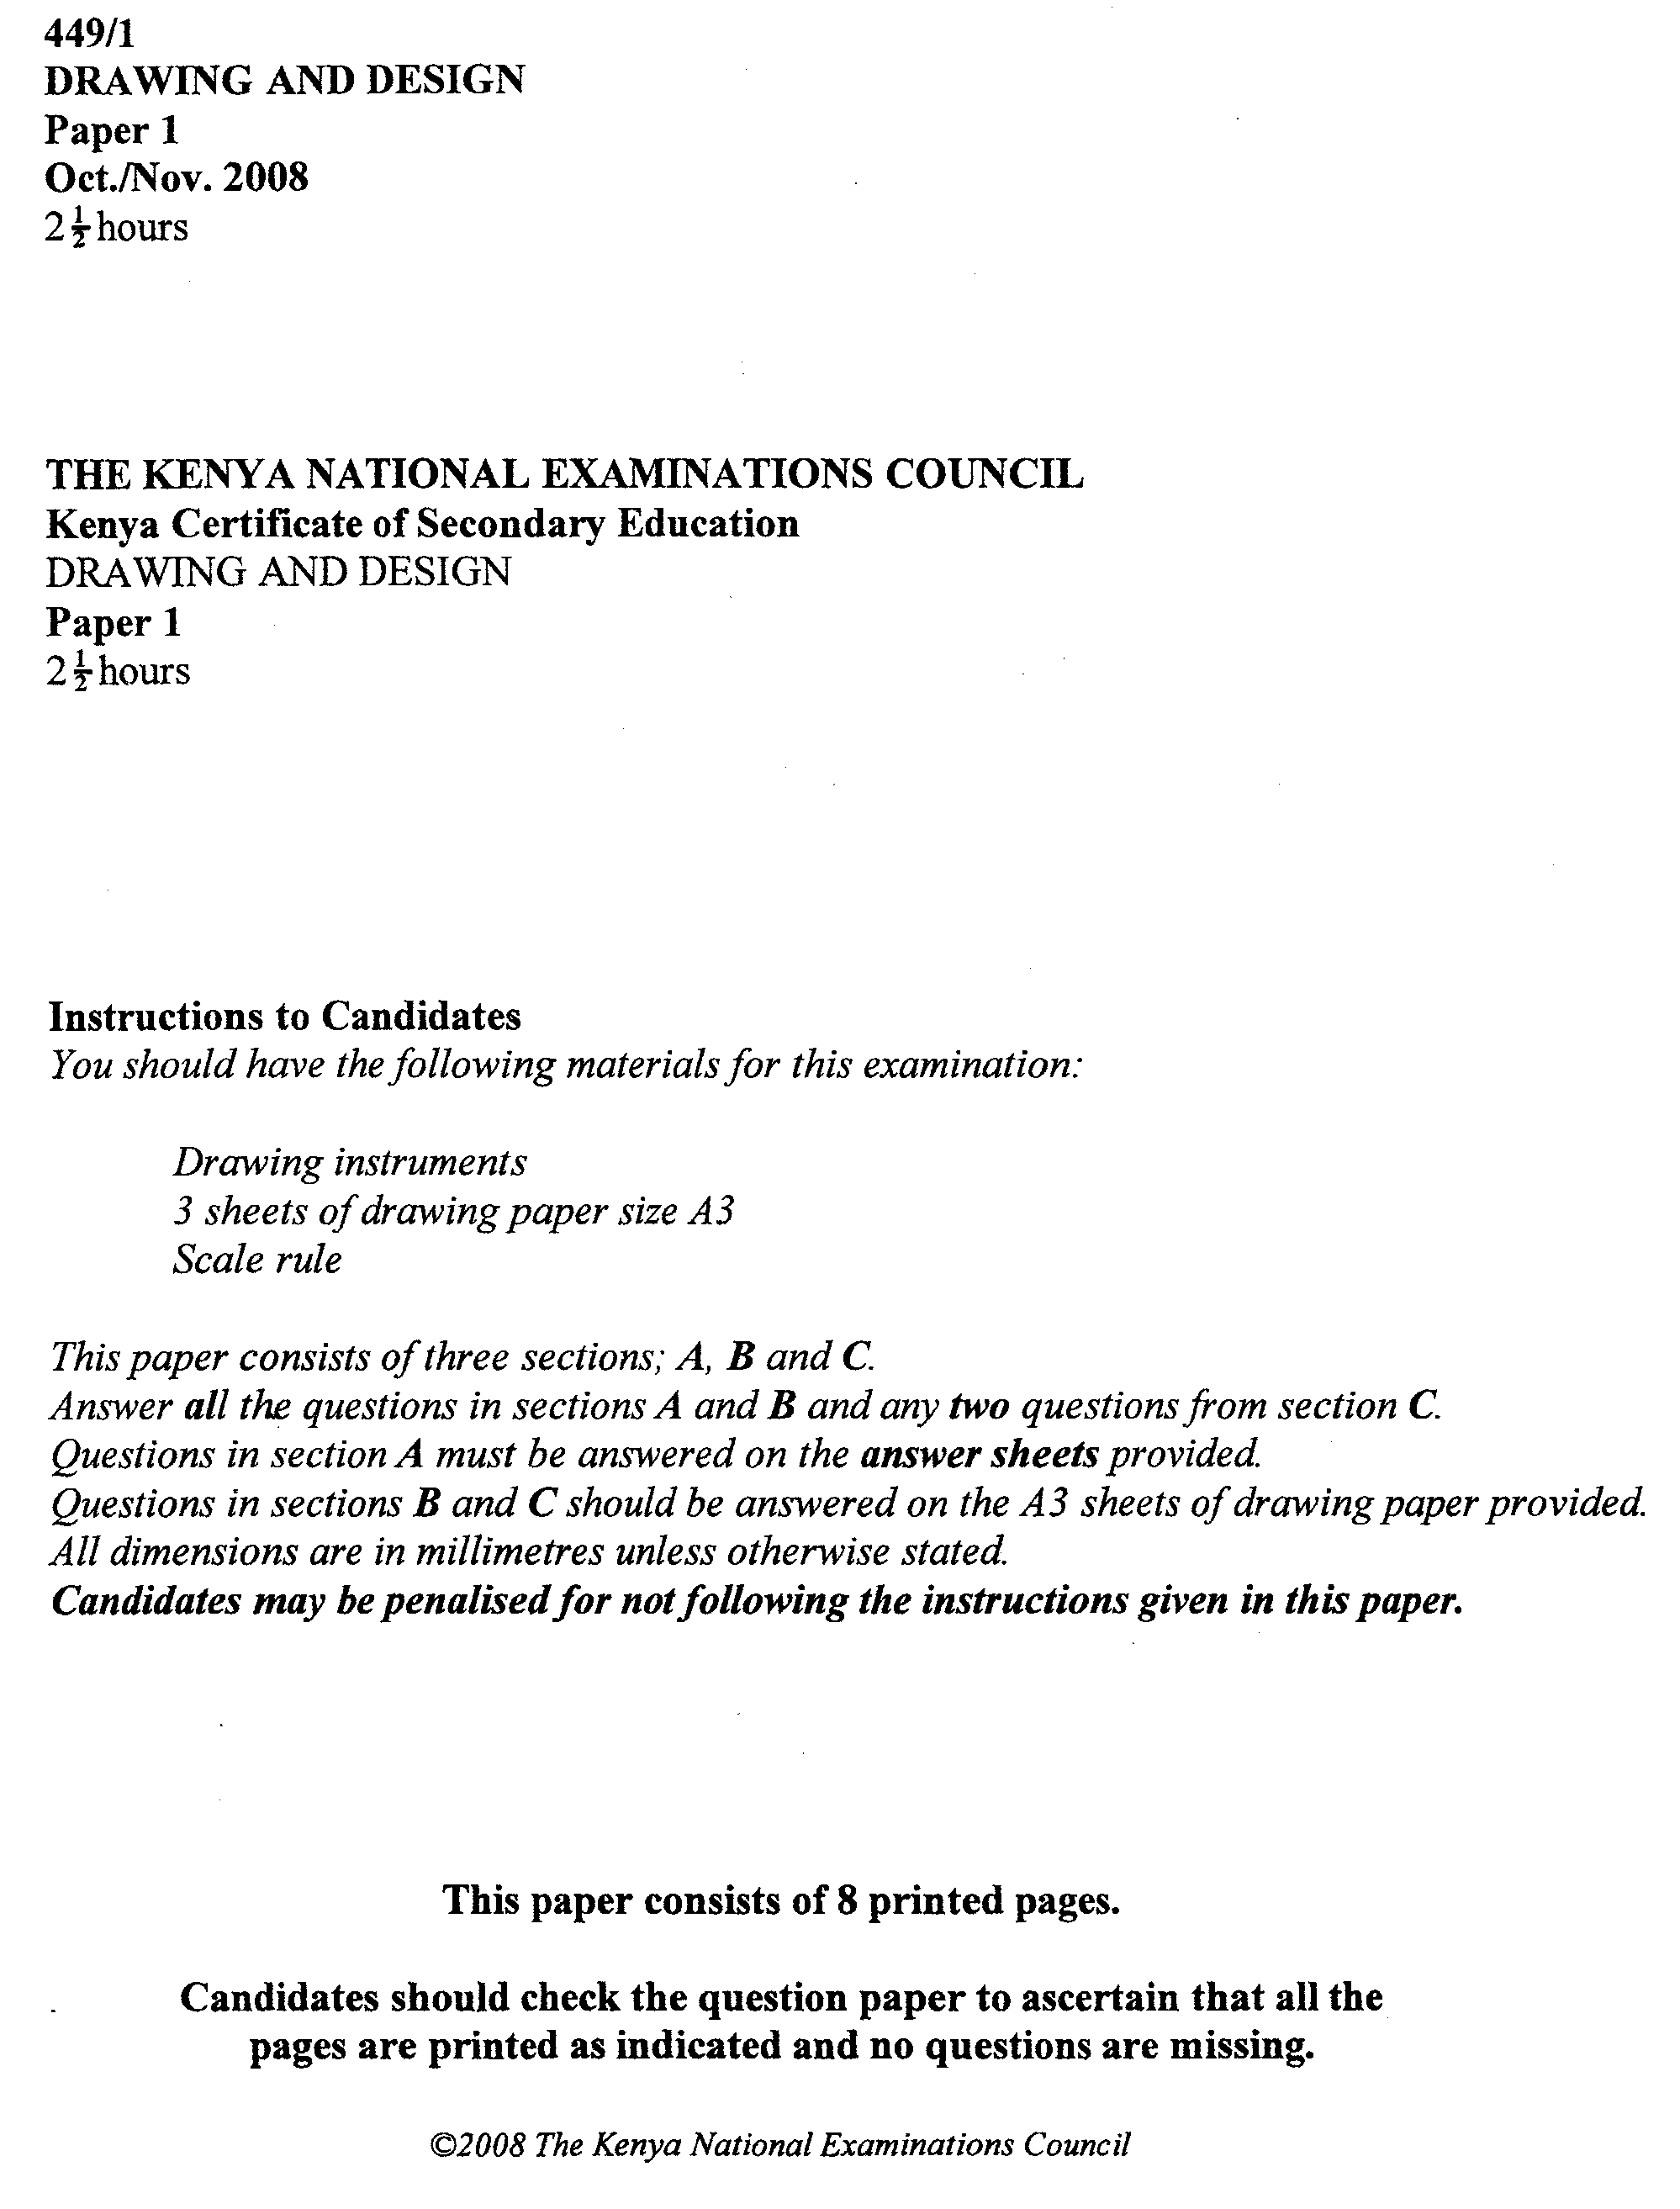 449/1
DRAWING AND DESIGN
Paper 1
Oct./Nov. 2008
2 1/2 hours
THE KENYA NATIONAL EXAMINATIONS COUNCIL
Kenya Certificate of Secondary Education
DRAWING AND DESIGN
Paper 1
2 1/2 hours
Instructions to Candidates
You should have the following materials for this examination:
Drawing instruments
3 sheets of drawing paper size A3
Scale rule
This paper consists of three sections; A, B and C.
Answer all the questions in sections A and B and any two questions from section C.
Questions in section A must be answered on the answer sheets provided.
Questions in sections B and C should be answered on the A3 sheets of drawing paper provided.
All dimensions are in millimetres unless otherwise stated.
Candidates may be penalised for not following the instructions given in this paper.
This paper consists of 8 printed pages.
Candidates should check the question paper to ascertain that all the
pages are printed as indicated and no questions are missing.
©2008 The Kenya National Examinations Council